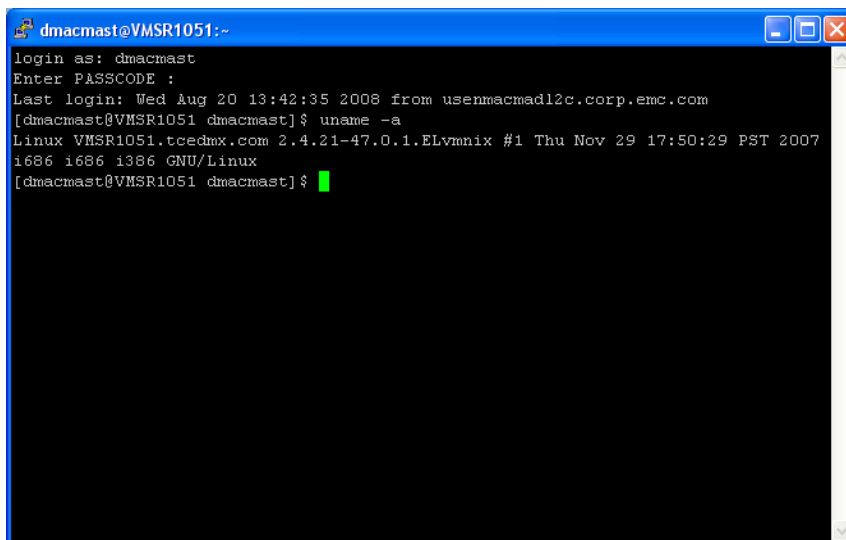 dmacmast@VMSR1051:~
login as: dmacmast
Enter PASSCODE :
Last login: Wed Aug 20 13:42:35 2008 from usenmacmadl2c.corp.emc.com
[dmacmast@VMSR1051 dmacmast]$ uname -a
Linux VMSR1051.tcedmx.com 2.4.21-47.0.1.ELvmnix #1 Thu Nov 29 17:50:29 PST 2007
i686 i686 i386 GNU/Linux
[dmacmast@VMSR1051 dmacmast]$